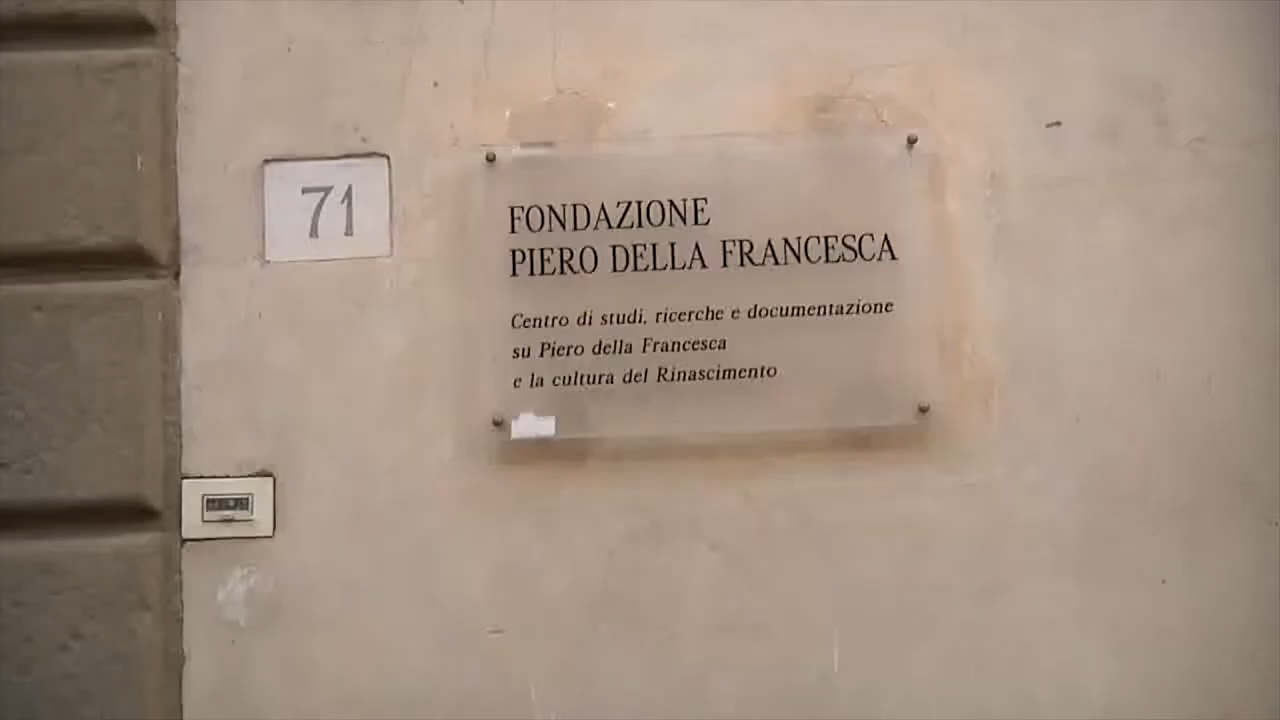 71
FONDAZIONE
PIERO DELLA FRANCESCA
Centro di studi, ricerche e documentazione
su Piero della Francesca
e la cultura del Rinascimento